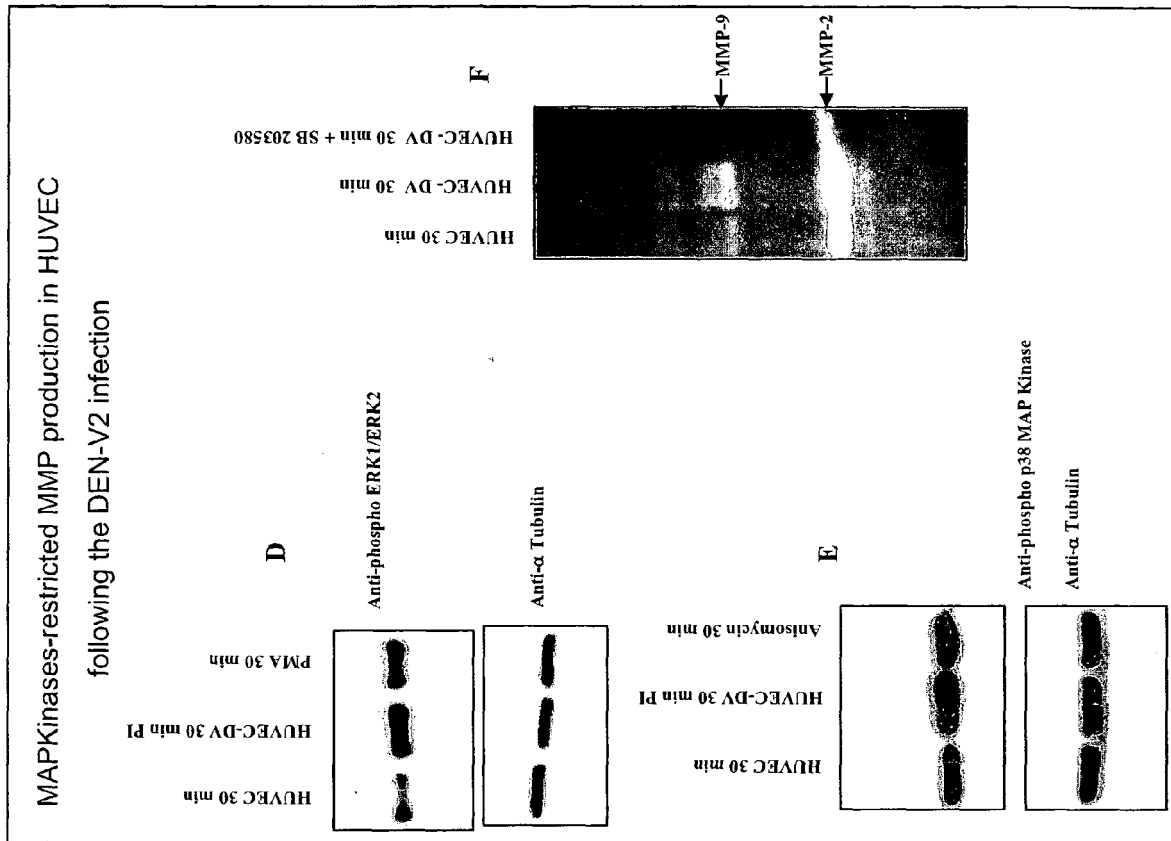 MAPKinases-restricted MMP production in HUVEC
following the DEN-V2 infection
D
HUVEC 30 min
HUVEC-DV 30 min PI
PMA 30 min
Anti-phospho ERK1/ERK2
Anti-α Tubulin
E
HUVEC 30 min
HUVEC-DV 30 min PI
Anisomycin 30 min
Anti-phospho p38 MAP Kinase
Anti-α Tubulin
F
HUVEC 30 min
HUVEC- DV 30 min
HUVEC- DV 30 min + SB 203580
MMP-9
MMP-2